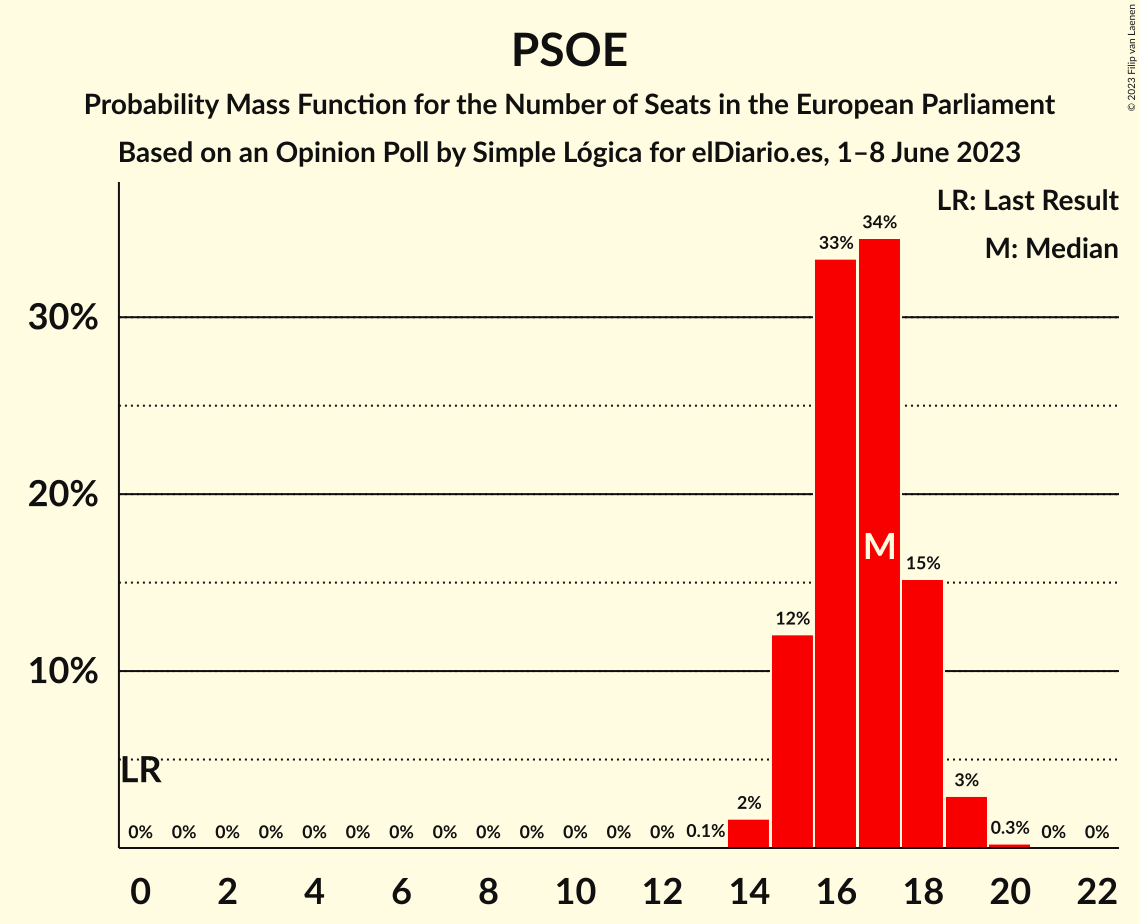 PSOE
Probability Mass Function for the Number of Seats in the European Parliament
Based on an Opinion Poll by Simple Lógica for elDiario.es, 1–8 June 2023
© 2023 Filip van Laenen
LR: Last Result
M: Median
34%
33%
30%
20%
M
15%
12%
10%
LR
3%
2%
0% 0% 0% 0% 0% 0% 0% 0% 0% 0% 0% 0% 0% 0.1% 0.3% 0% 0%
0 2 4 6 8 10 12 14 16 18 20 22